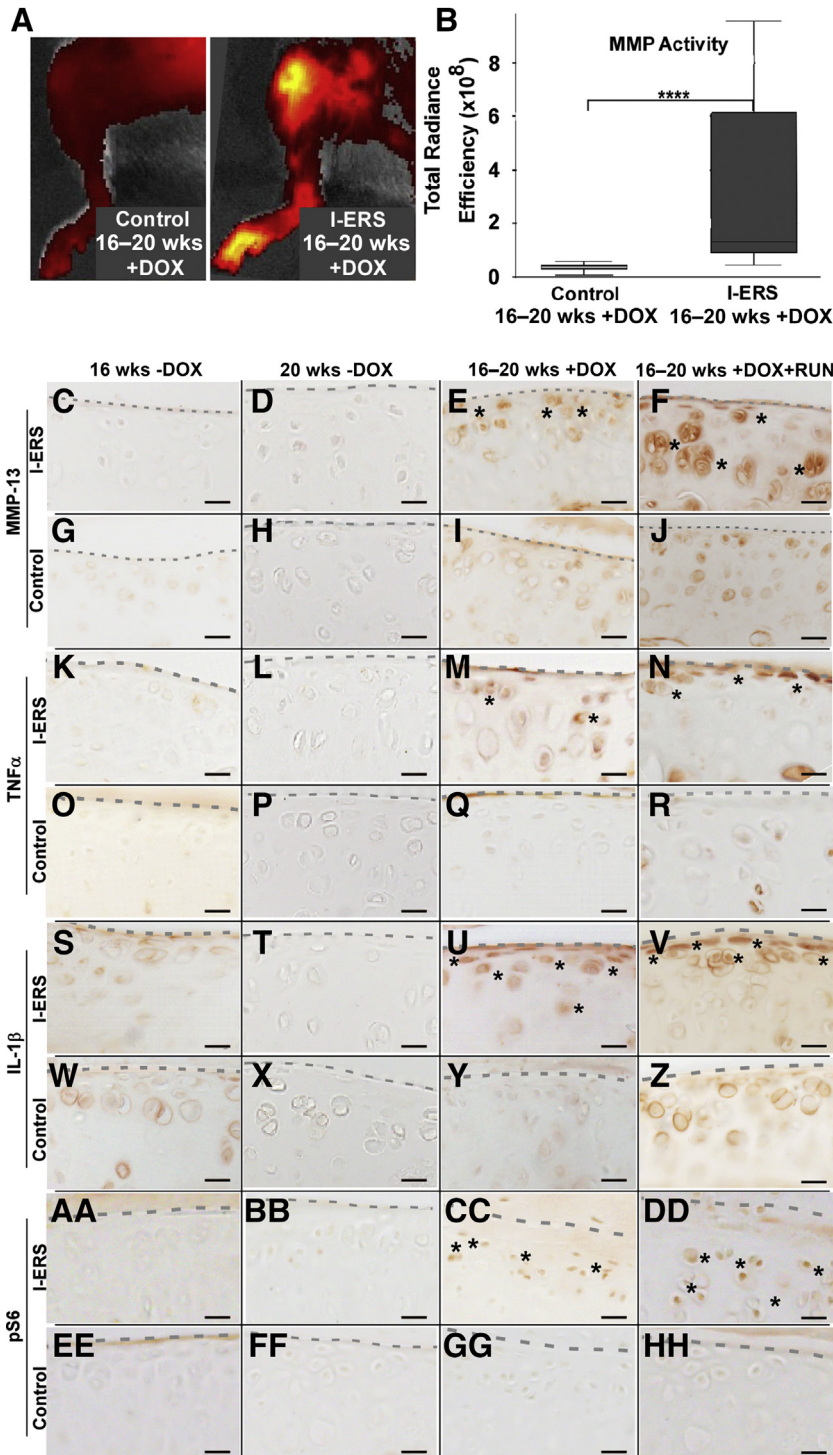 A
Control
16–20 wks
+DOX
I-ERS
16–20 wks
+DOX
B
MMP Activity
****
Total Radiance
Efficiency (x10⁸)
8
6
4
2
0
Control
16–20 wks +DOX
I-ERS
16–20 wks +DOX
16 wks -DOX
20 wks -DOX
16–20 wks +DOX
16–20 wks +DOX+RUN
MMP-13
I-ERS
C
D
E
* * *
F
* * * *
Control
G
H
I
J
TNFα
I-ERS
K
L
M
* *
N
* * *
Control
O
P
Q
R
IL-1β
I-ERS
S
T
U
* * * * *
V
* * * *
Control
W
X
Y
Z
pS6
I-ERS
AA
BB
CC
* * * *
DD
* * * * *
Control
EE
FF
GG
HH